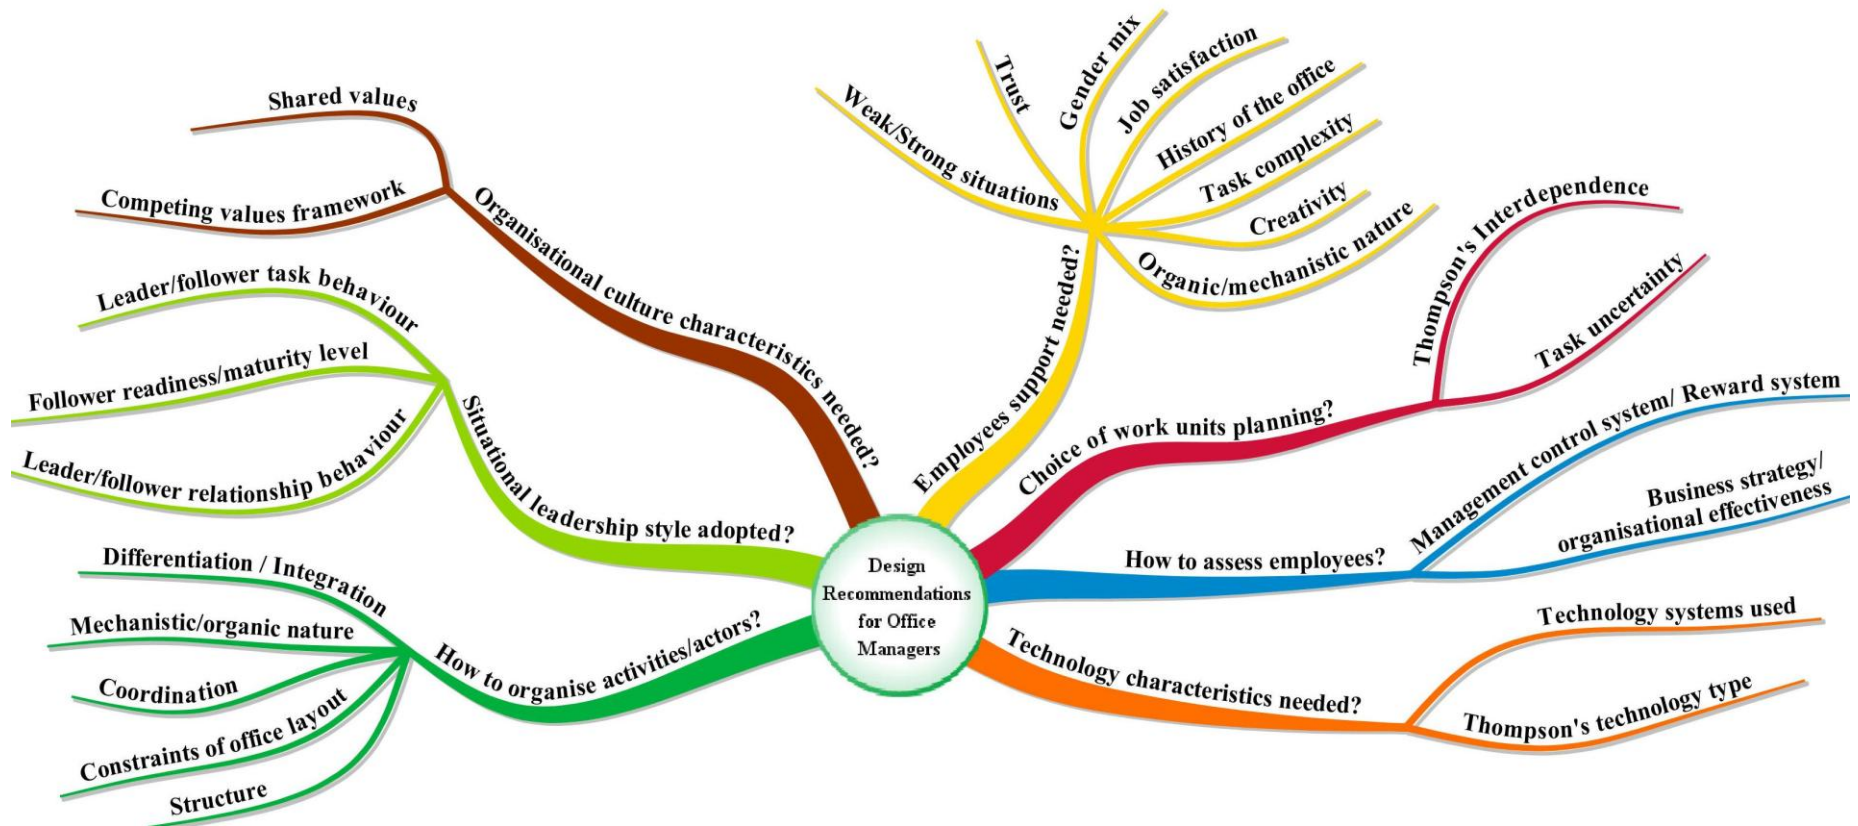 Design
Recommendations
for Office
Managers
Organisational culture characteristics needed?
Shared values
Competing values framework
Situational leadership style adopted?
Leader/follower task behaviour
Follower readiness/maturity level
Leader/follower relationship behaviour
How to organise activities/actors?
Differentiation / Integration
Mechanistic/organic nature
Coordination
Constraints of office layout
Structure
Employees support needed?
Weak/Strong situations
Trust
Gender mix
Job satisfaction
History of the office
Task complexity
Creativity
Organic/mechanistic nature
Choice of work units planning?
Thompson's Interdependence
Task uncertainty
How to assess employees?
Management control system/ Reward system
Business strategy/
organisational effectiveness
Technology characteristics needed?
Technology systems used
Thompson's technology type